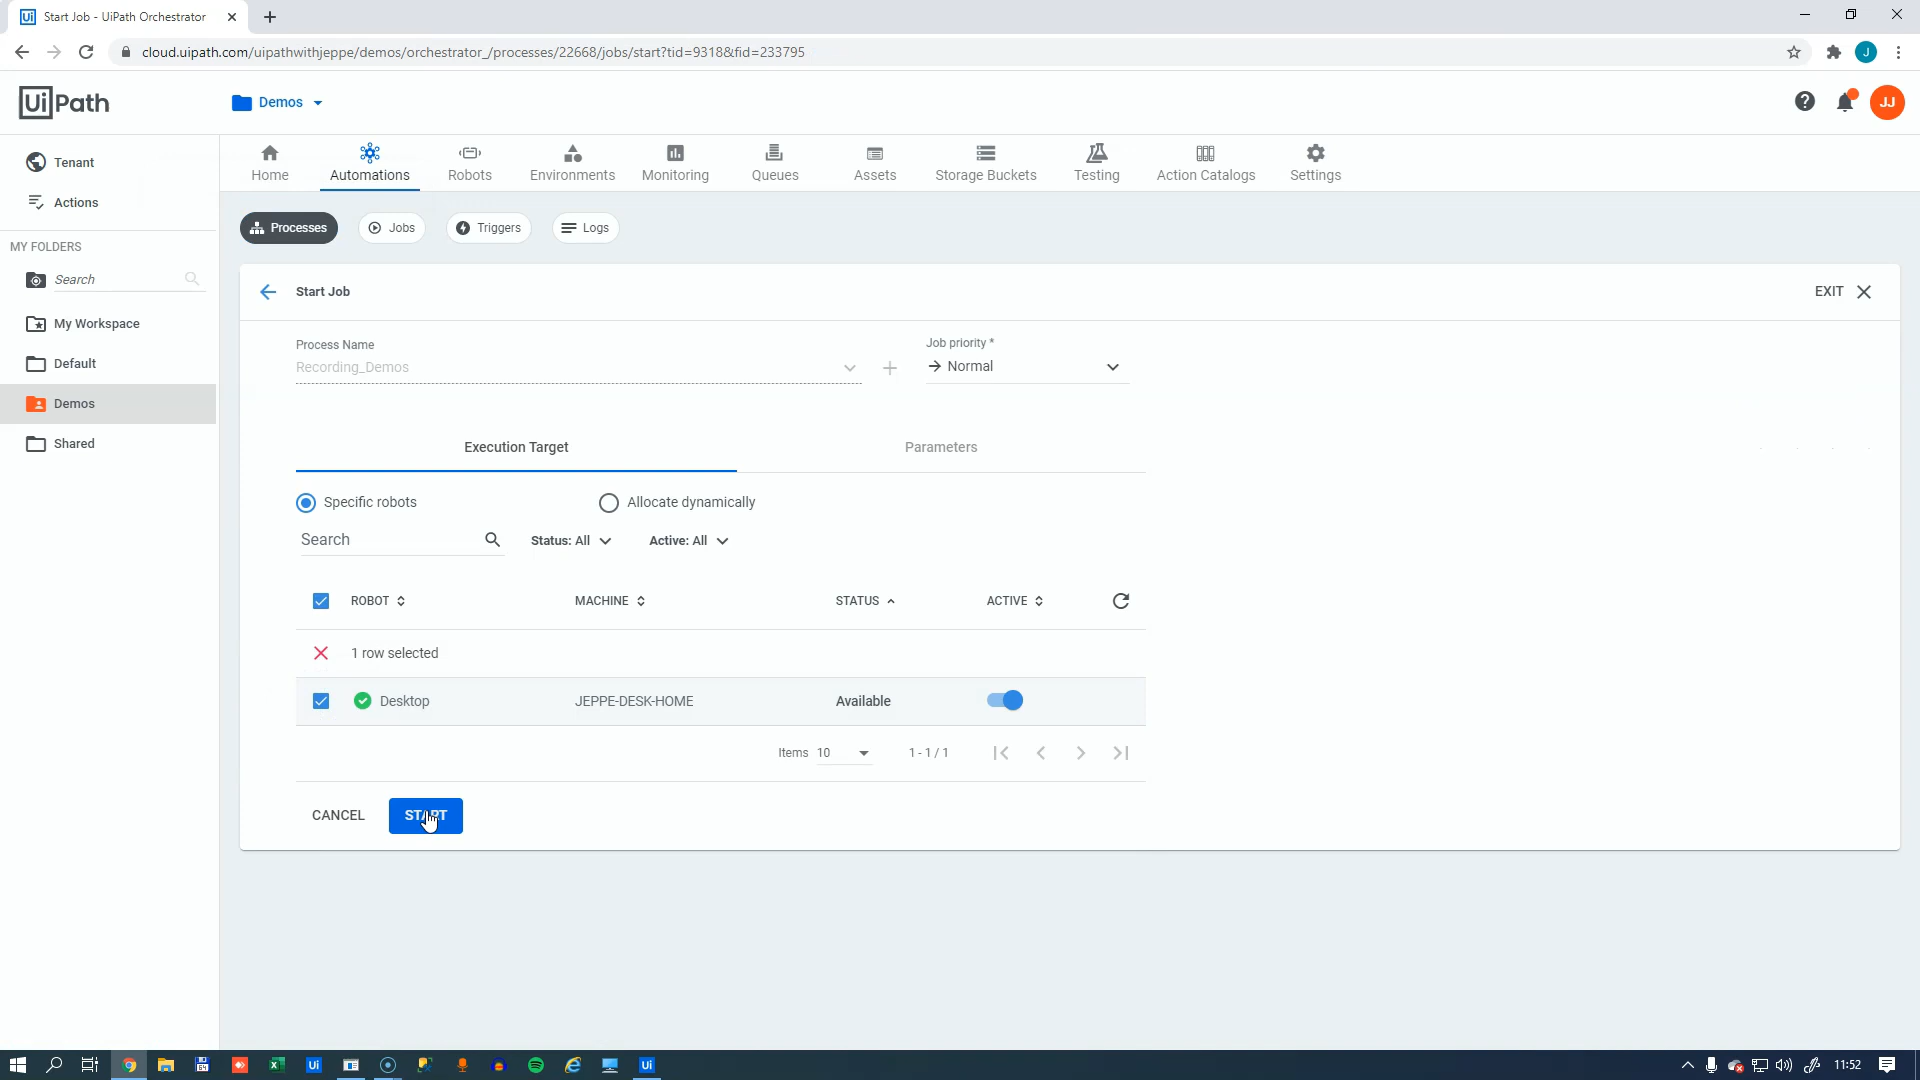 Start Job - UiPath Orchestrator
cloud.uipath.com/uipathwithjeppe/demos/orchestrator_/processes/22668/jobs/start?tid=9318&fid=233795
J
UiPath
Demos
JJ
Tenant
Actions
MY FOLDERS
Search
My Workspace
Default
Demos
Shared
Home
Automations
Robots
Environments
Monitoring
Queues
Assets
Storage Buckets
Testing
Action Catalogs
Settings
Processes
Jobs
Triggers
Logs
Start Job
EXIT
Process Name
Recording_Demos
Job priority *
Normal
Execution Target
Parameters
Specific robots
Allocate dynamically
Search
Status: All
Active: All
ROBOT
MACHINE
STATUS
ACTIVE
1 row selected
Desktop
JEPPE-DESK-HOME
Available
Items 10
1 - 1 / 1
CANCEL
START
11:52